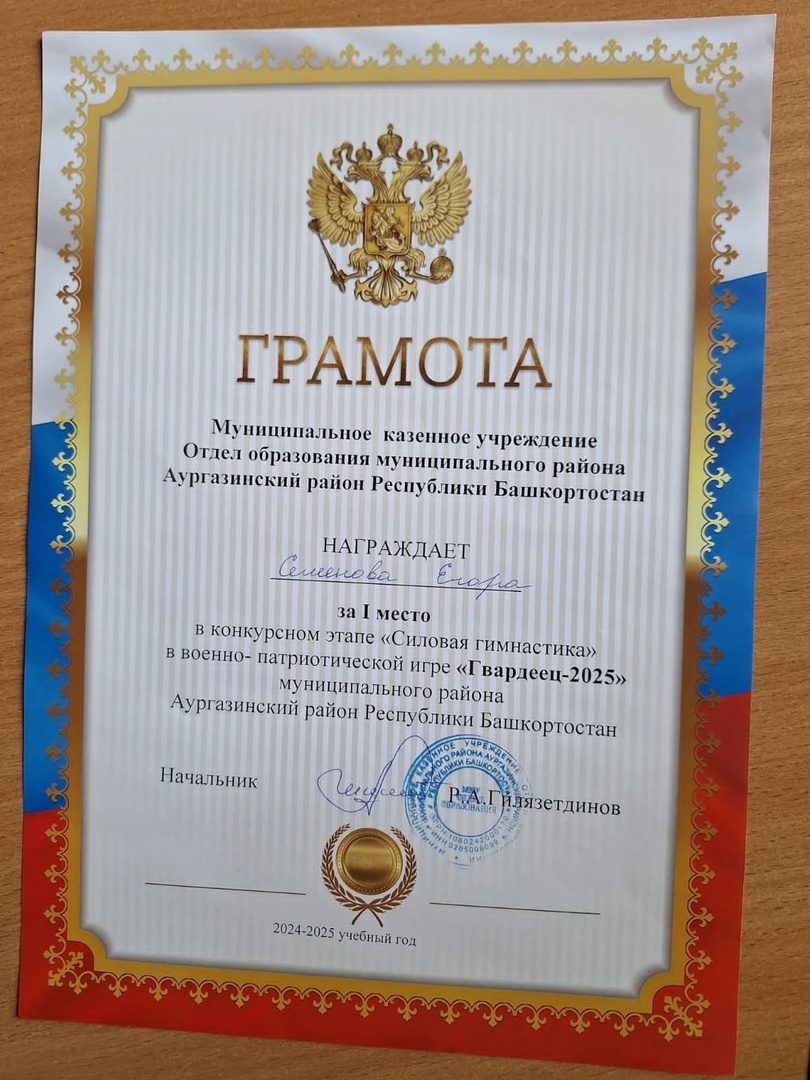 ГРАМОТА
Муниципальное казенное учреждение
Отдел образования муниципального района
Аургазинский район Республики Башкортостан
НАГРАЖДАЕТ
Семенова Егора
за I место
в конкурсном этапе «Силовая гимнастика»
в военно- патриотической игре «Гвардеец-2025»
муниципального района
Аургазинский район Республики Башкортостан
Начальник Р.А.Гилязетдинов
2024-2025 учебный год